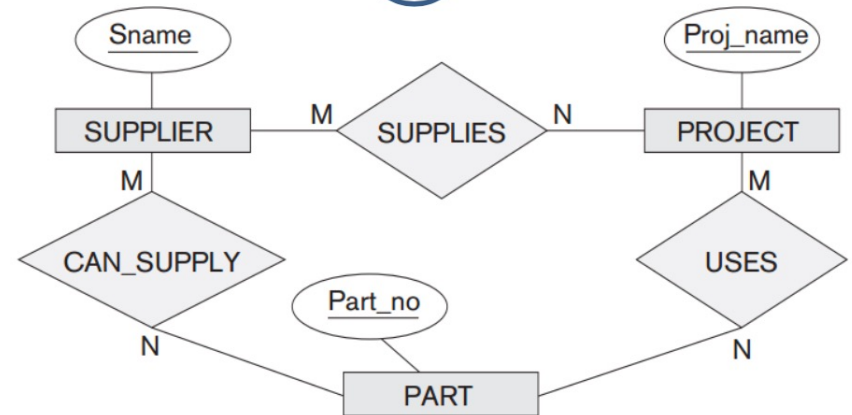 Sname
Proj_name
M
N
SUPPLIER
SUPPLIES
PROJECT
M
M
CAN_SUPPLY
USES
Part_no
N
N
PART